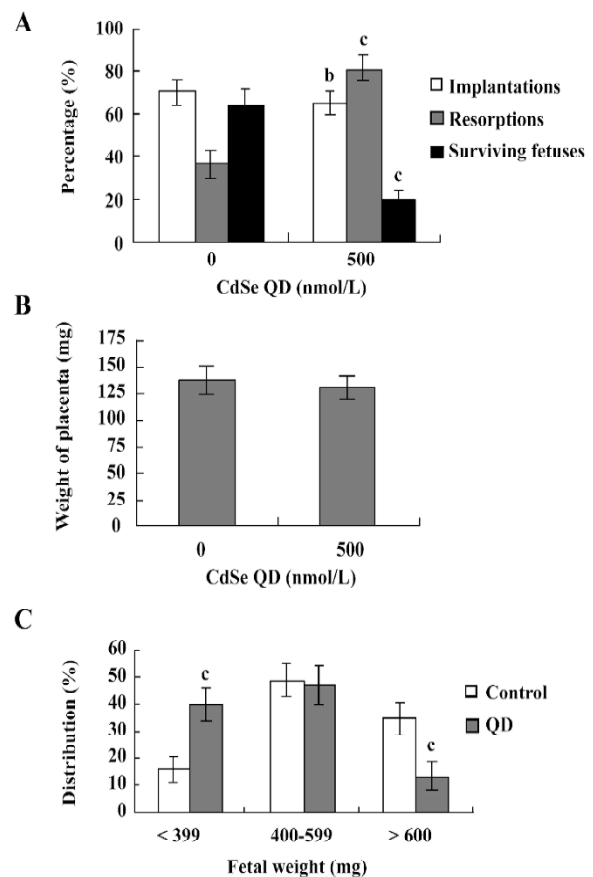 A
Percentage (%)
100
80
60
40
20
0
b
c
c
Implantations
Resorptions
Surviving fetuses
0
500
CdSe QD (nmol/L)
B
Weight of placenta (mg)
175
150
125
100
75
50
25
0
0
500
CdSe QD (nmol/L)
C
Distribution (%)
60
50
40
30
20
10
0
c
c
Control
QD
< 399
400-599
> 600
Fetal weight (mg)